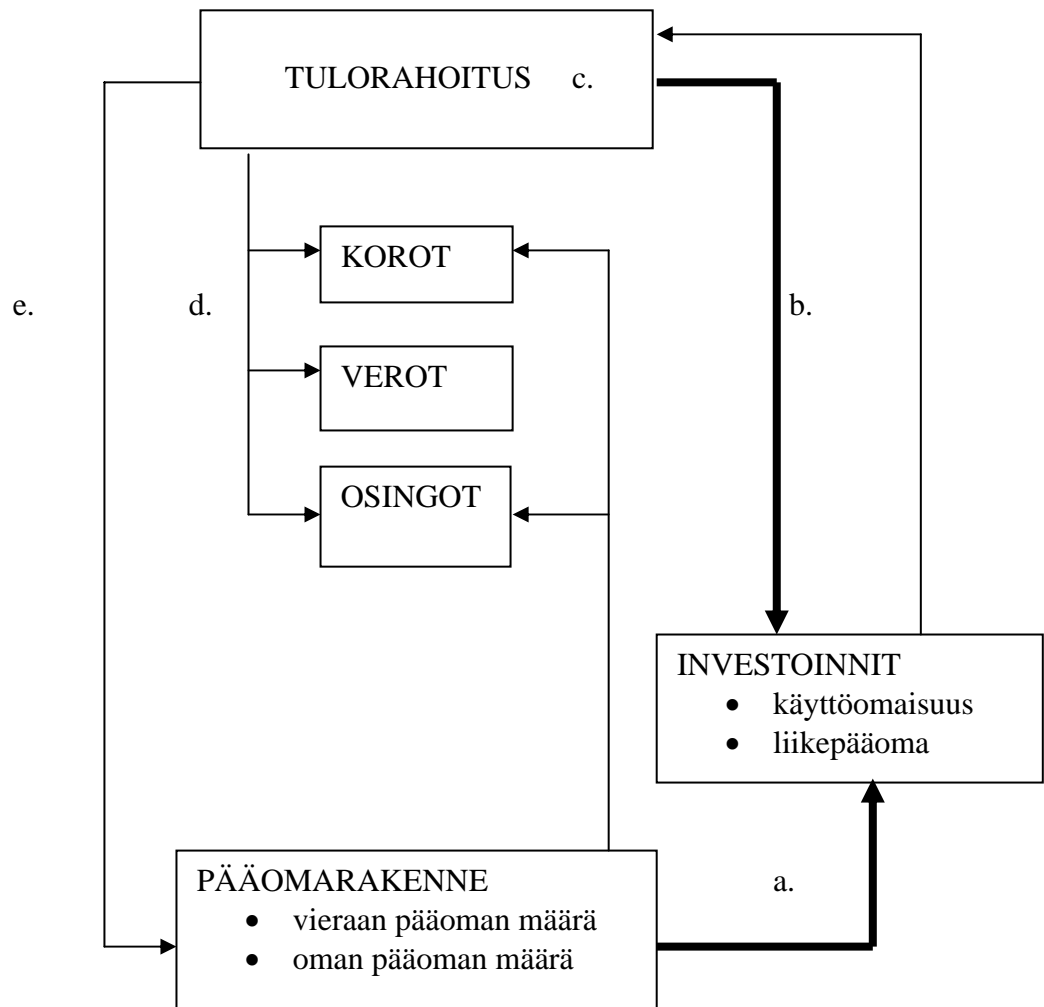 TULORAHOITUS c.
KOROT
e. d. b.
VEROT
OSINGOT
INVESTOINNIT
• käyttöomaisuus
• liikepääoma
PÄÄOMARAKENNE a.
• vieraan pääoman määrä
• oman pääoman määrä